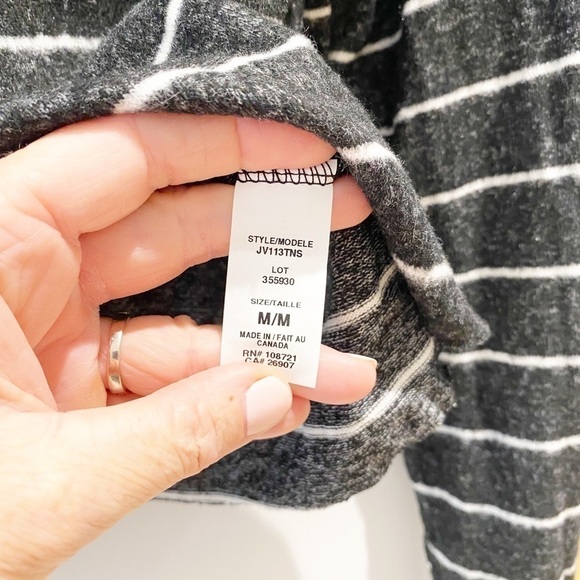 STYLE/MODELE
JV113TNS
LOT
355930
SIZE/TAILLE
M/M
MADE IN / FAIT AU
CANADA
RN# 108721
CA# 26907